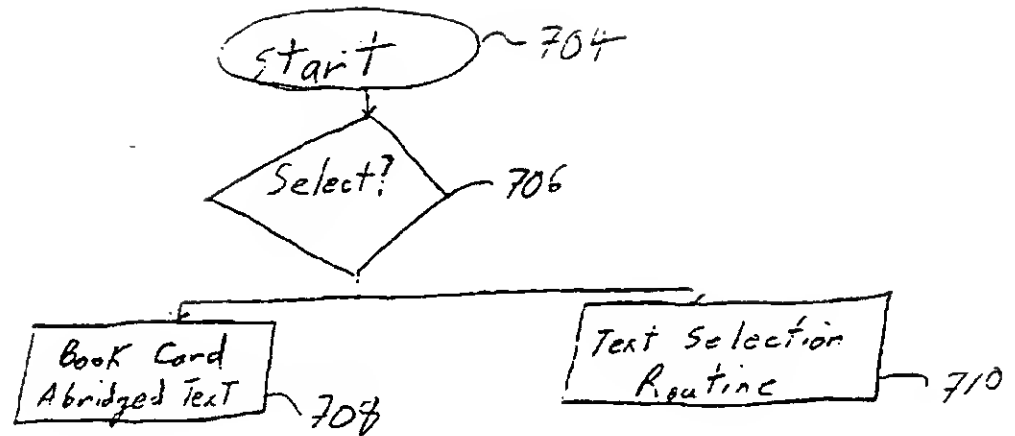 Start
704
Select?
706
Book Card
Abridged Text
708
Text Selection
Routine
710